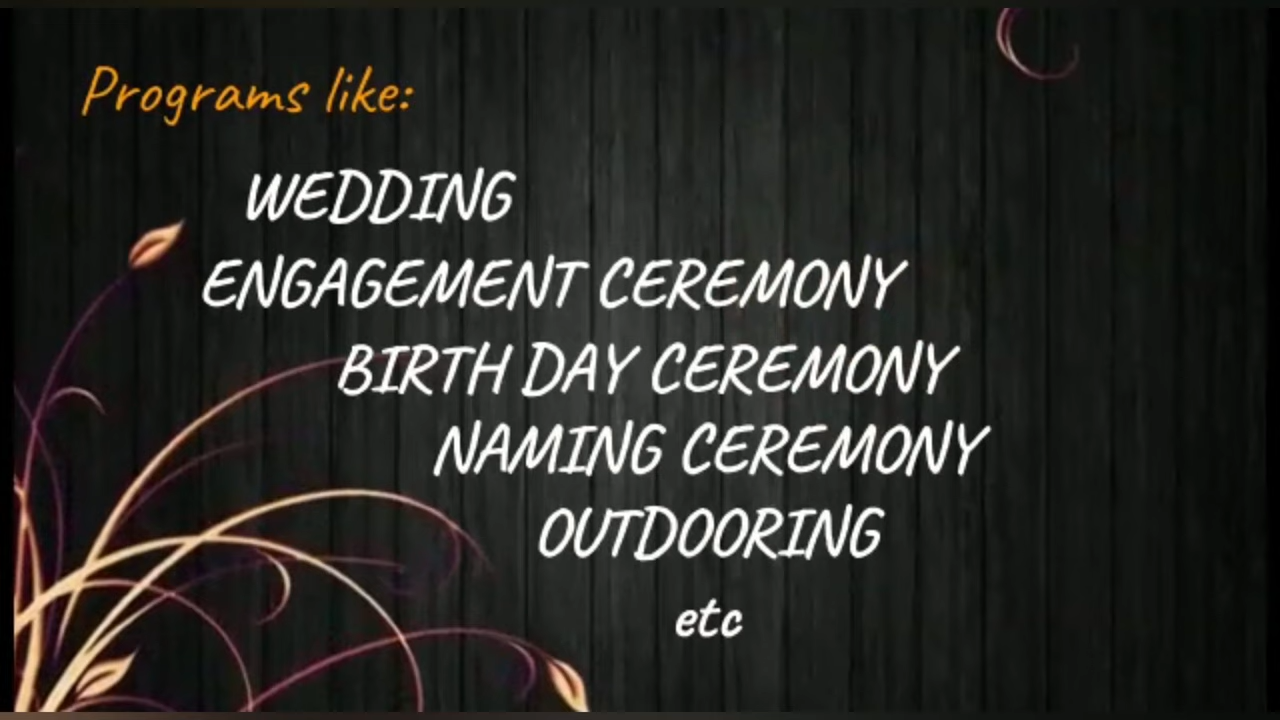 Programs like:
WEDDING
ENGAGEMENT CEREMONY
BIRTH DAY CEREMONY
NAMING CEREMONY
OUTDOORING
etc